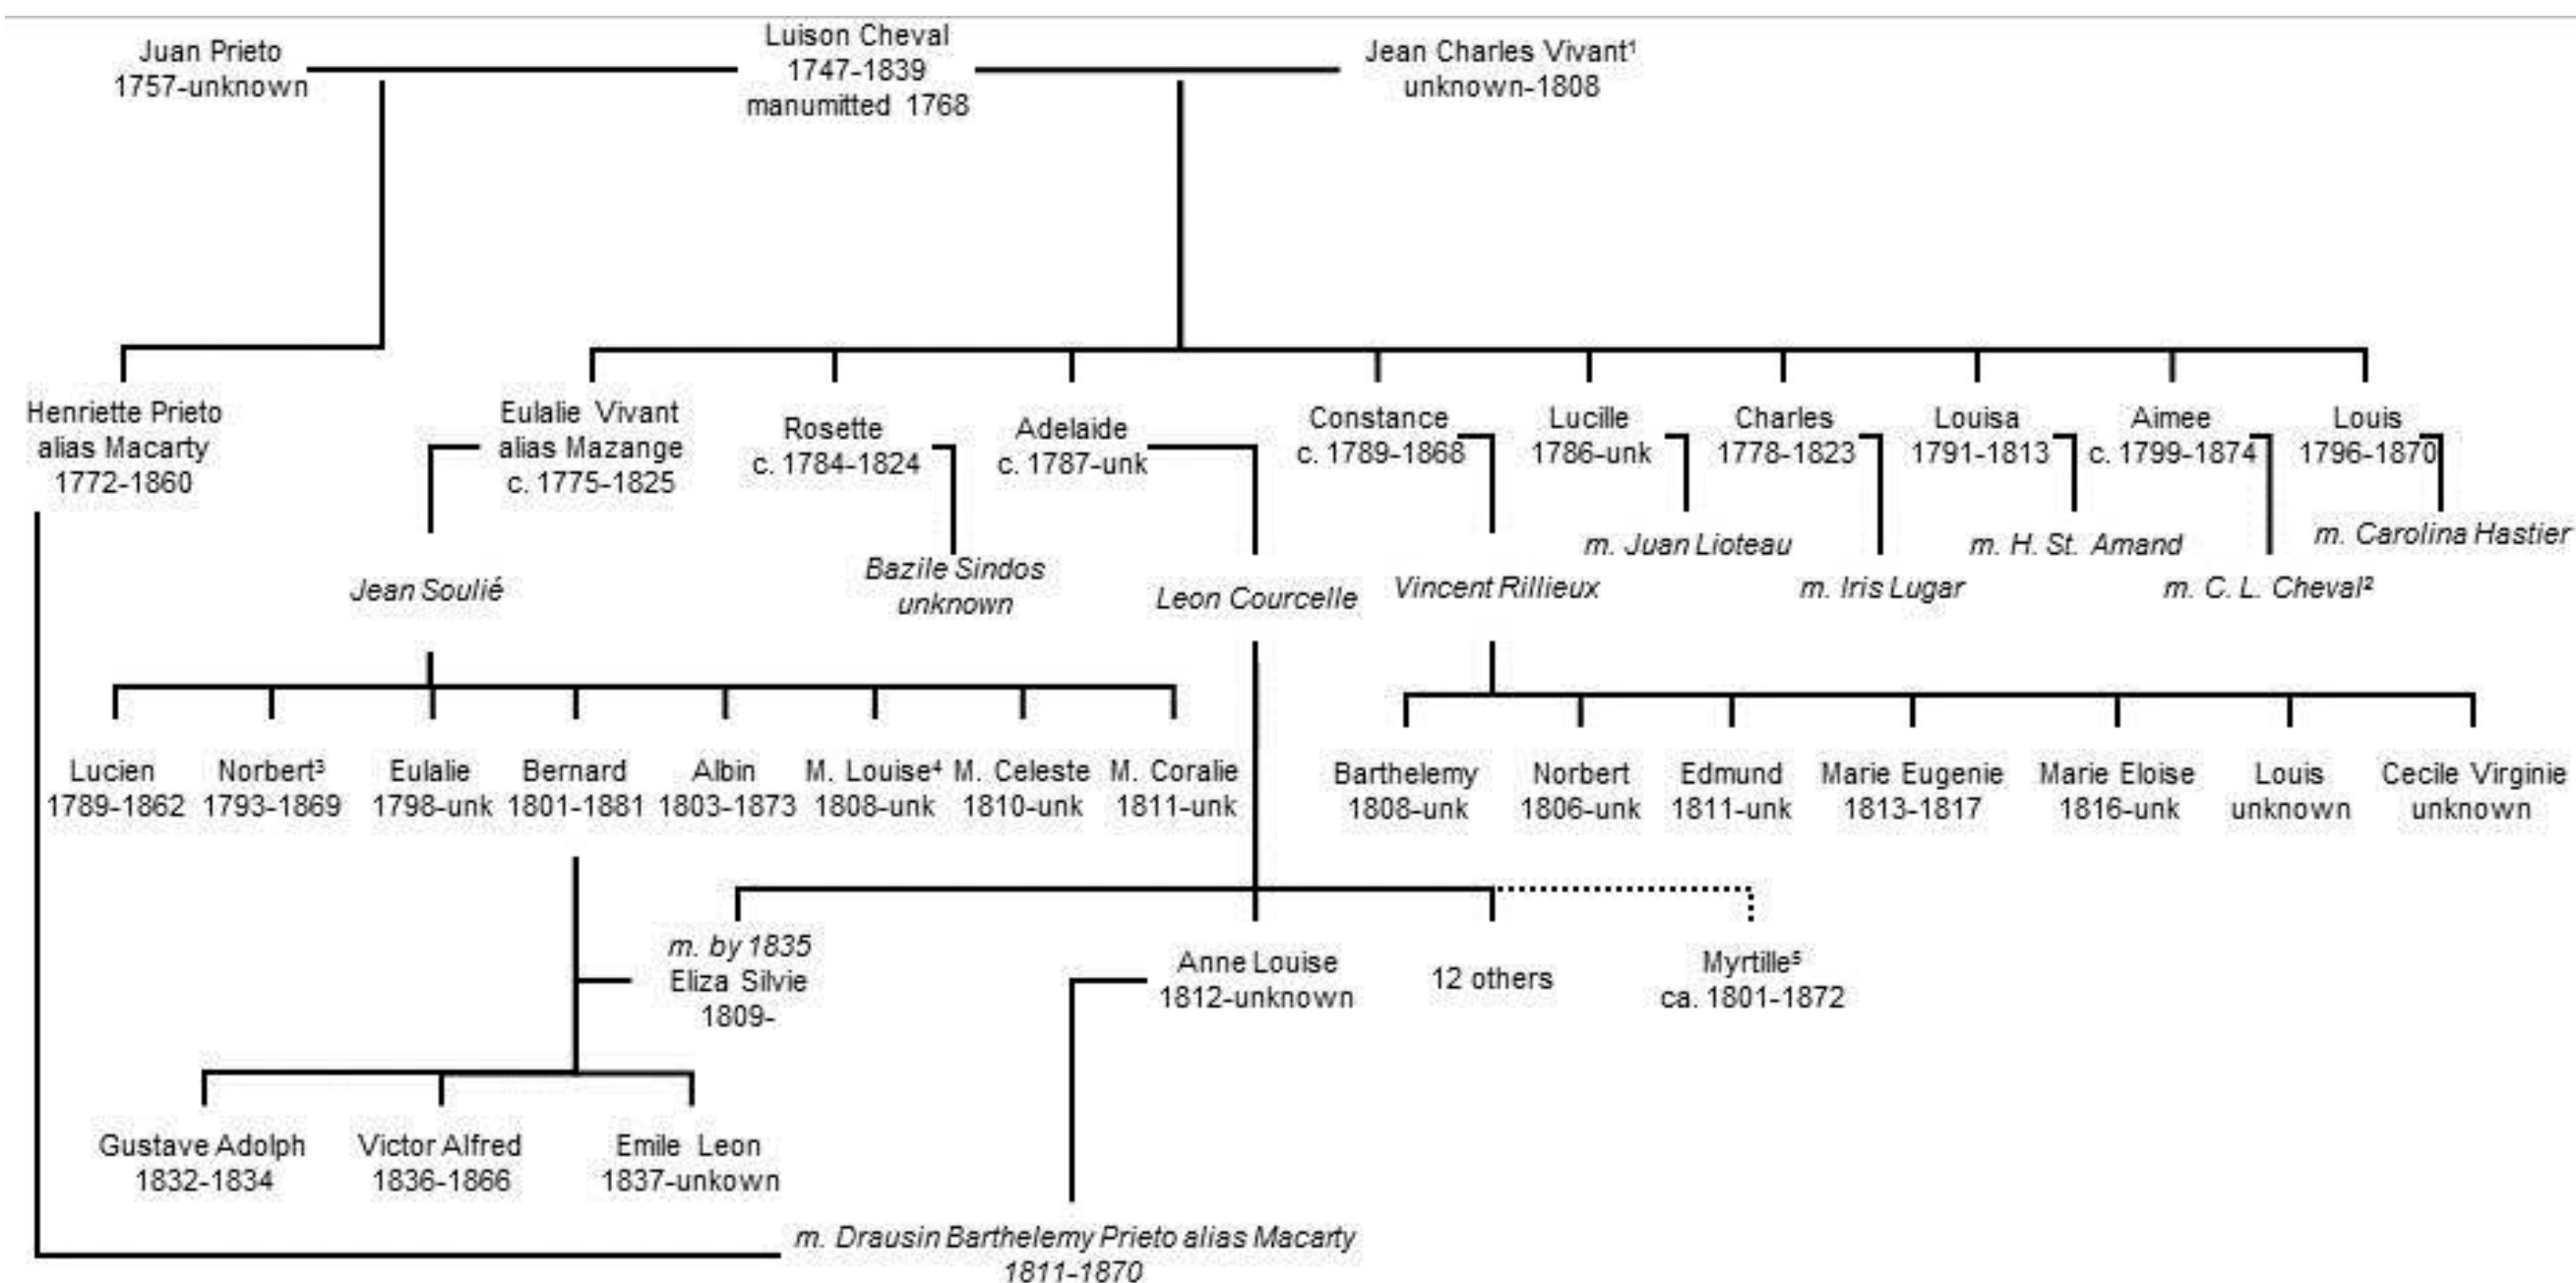 Juan Prieto
1757-unknown
Luison Cheval
1747-1839
manumitted 1768
Jean Charles Vivant¹
unknown-1808
Henriette Prieto
alias Macarty
1772-1860
Eulalie Vivant
alias Mazange
c. 1775-1825
Rosette
c. 1784-1824
Adelaide
c. 1787-unk
Constance
c. 1789-1868
Lucille
1786-unk
Charles
1778-1823
Louisa
1791-1813
Aimee
c. 1799-1874
Louis
1796-1870
Jean Soulié
Bazile Sindos
unknown
Leon Courcelle
Vincent Rillieux
m. Juan Lioteau
m. Iris Lugar
m. H. St. Amand
m. C. L. Cheval²
m. Carolina Hastier
Lucien
1789-1862
Norbert³
1793-1869
Eulalie
1798-unk
Bernard
1801-1881
Albin
1803-1873
M. Louise⁴
1808-unk
M. Celeste
1810-unk
M. Coralie
1811-unk
Barthelemy
1808-unk
Norbert
1806-unk
Edmund
1811-unk
Marie Eugenie
1813-1817
Marie Eloise
1816-unk
Louis
unknown
Cecile Virginie
unknown
m. by 1835
Eliza Silvie
1809-
Anne Louise
1812-unknown
12 others
Myrtille⁵
ca. 1801-1872
Gustave Adolph
1832-1834
Victor Alfred
1836-1866
Emile Leon
1837-unkown
m. Drausin Barthelemy Prieto alias Macarty
1811-1870